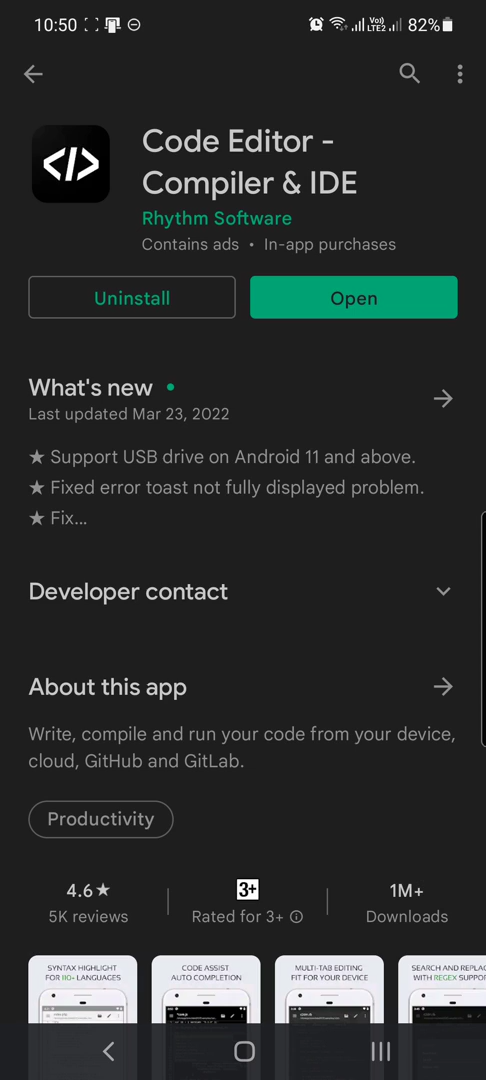 10:50 Vo) LTE2 82%
Code Editor -
Compiler & IDE
Rhythm Software
Contains ads • In-app purchases
Uninstall Open
What's new •
Last updated Mar 23, 2022
★ Support USB drive on Android 11 and above.
★ Fixed error toast not fully displayed problem.
★ Fix...
Developer contact
About this app
Write, compile and run your code from your device,
cloud, GitHub and GitLab.
Productivity
4.6★ 3+ 1M+
5K reviews Rated for 3+ Downloads
SYNTAX HIGHLIGHT
FOR 110+ LANGUAGES
CODE ASSIST
AUTO COMPLETION
MULTI-TAB EDITING
FIT FOR YOUR DEVICE
SEARCH AND REPLAC
WITH REGEX SUPPO